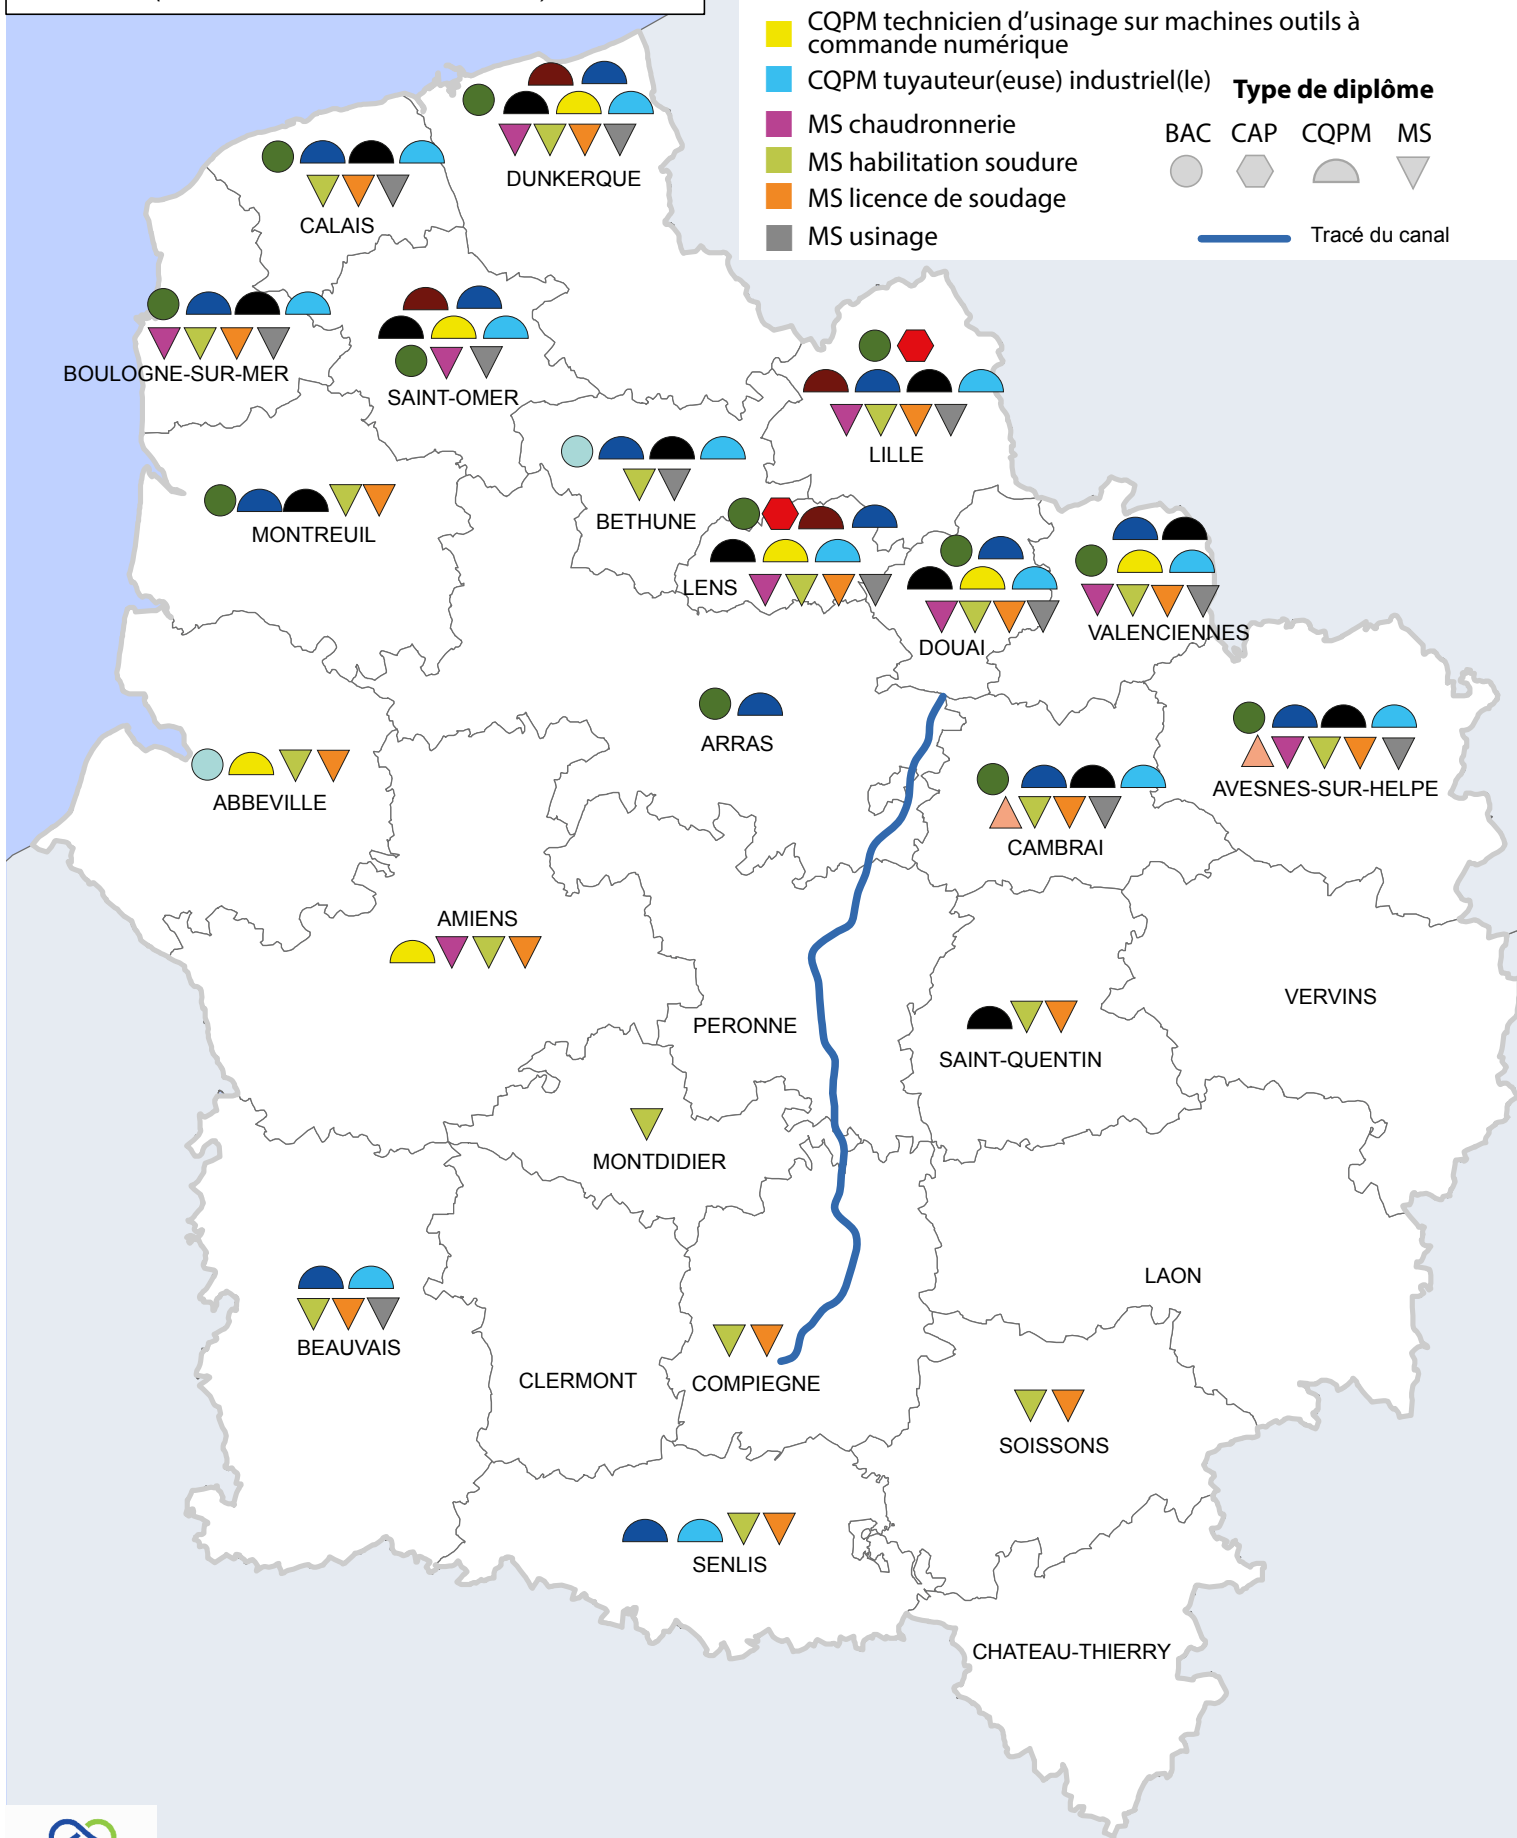 CQPM technicien d'usinage sur machines outils à
commande numérique
CQPM tuyauteur(euse) industriel(le)
MS chaudronnerie
MS habilitation soudure
MS licence de soudage
MS usinage
Type de diplôme
BAC CAP CQPM MS
Tracé du canal
DUNKERQUE
CALAIS
BOULOGNE-SUR-MER
SAINT-OMER
LILLE
BETHUNE
MONTREUIL
LENS
DOUAI
VALENCIENNES
ARRAS
ABBEVILLE
AVESNES-SUR-HELPE
CAMBRAI
AMIENS
VERVINS
PERONNE
SAINT-QUENTIN
MONTDIDIER
LAON
BEAUVAIS
CLERMONT
COMPIEGNE
SOISSONS
SENLIS
CHATEAU-THIERRY